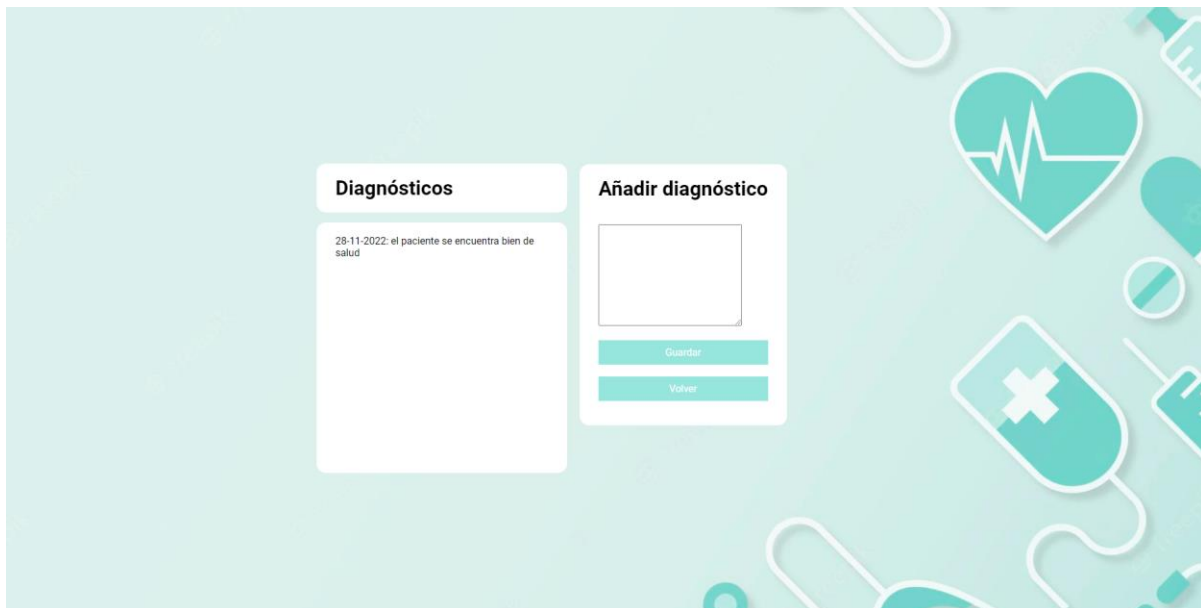 Diagnósticos
28-11-2022: el paciente se encuentra bien de
salud
Añadir diagnóstico
Guardar
Volver